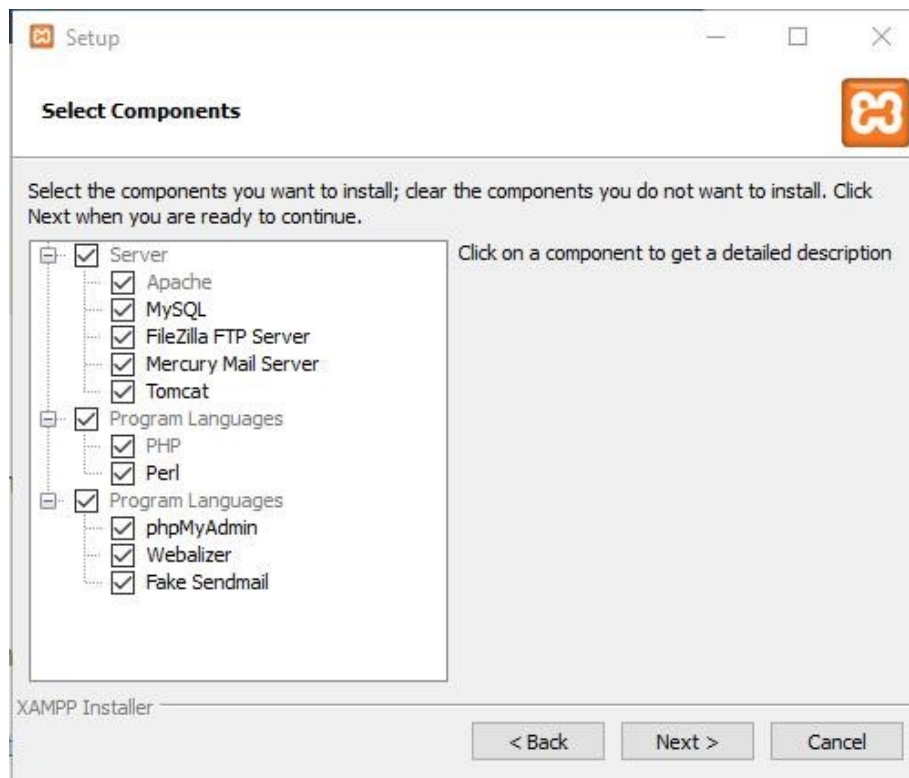 Setup
Select Components
Select the components you want to install; clear the components you do not want to install. Click
Next when you are ready to continue.
Server
Apache
MySQL
FileZilla FTP Server
Mercury Mail Server
Tomcat
Program Languages
PHP
Perl
Program Languages
phpMyAdmin
Webalizer
Fake Sendmail
Click on a component to get a detailed description
XAMPP Installer
< Back
Next >
Cancel